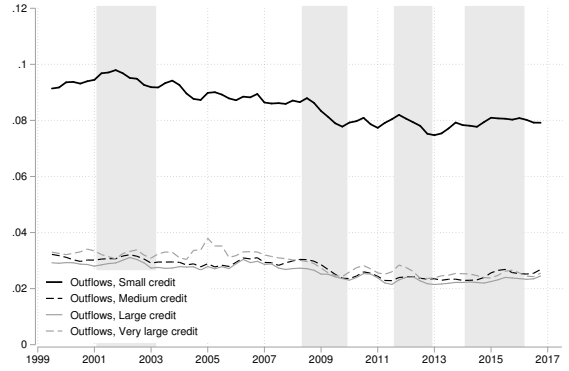 .12
.1
.08
.06
.04
.02
0
Outflows, Small credit
Outflows, Medium credit
Outflows, Large credit
Outflows, Very large credit
1999 2001 2003 2005 2007 2009 2011 2013 2015 2017